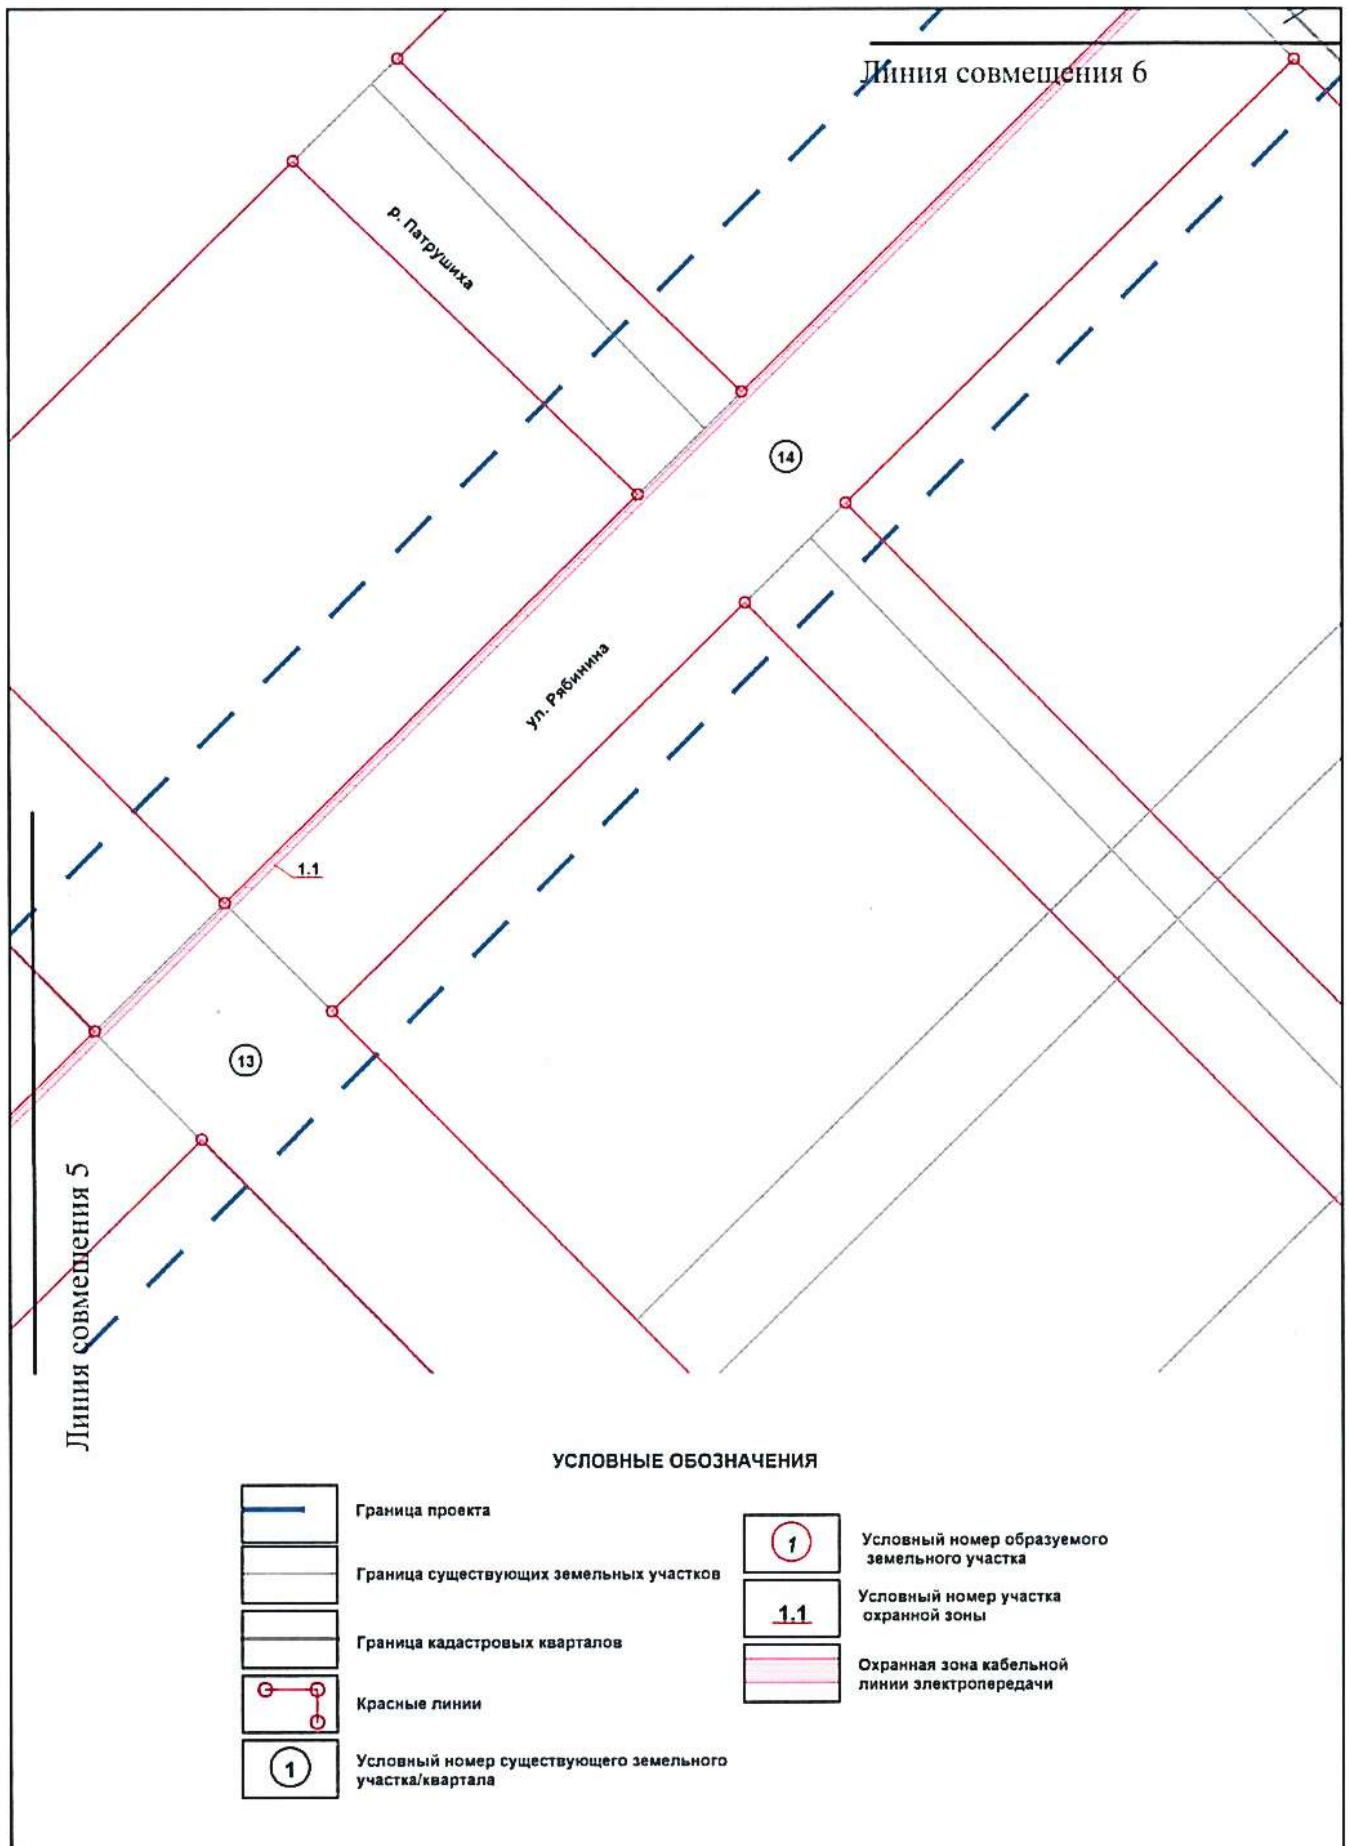 Линия совмещения 6
р. Патрушиха
14
ул. Рябинина
1.1
13
Линия совмещения 5
УСЛОВНЫЕ ОБОЗНАЧЕНИЯ
Граница проекта
Граница существующих земельных участков
Граница кадастровых кварталов
Красные линии
1
Условный номер существующего земельного
участка/квартала
1
Условный номер образуемого
земельного участка
1.1
Условный номер участка
охранной зоны
Охранная зона кабельной
линии электропередачи